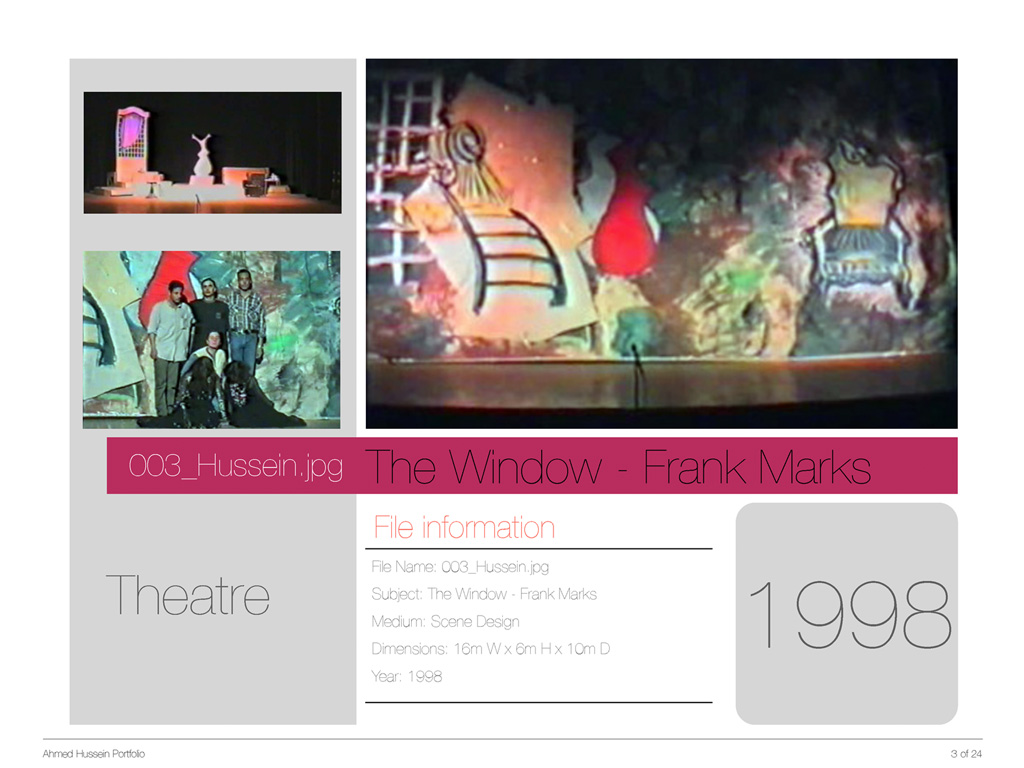 003_Hussein.jpg
The Window - Frank Marks
Theatre
File information
File Name: 003_Hussein.jpg
Subject: The Window - Frank Marks
Medium: Scene Design
Dimensions: 16m W x 6m H x 10m D
Year: 1998
1998
Ahmed Hussein Portfolio
3 of 24